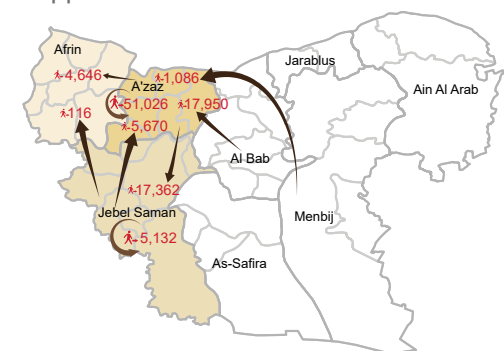 Afrin
4,646
1,086
Jarablus
A'zaz
Ain Al Arab
51,026
17,950
116
5,670
Al Bab
17,362
Jebel Saman
Menbij
5,132
As-Safira